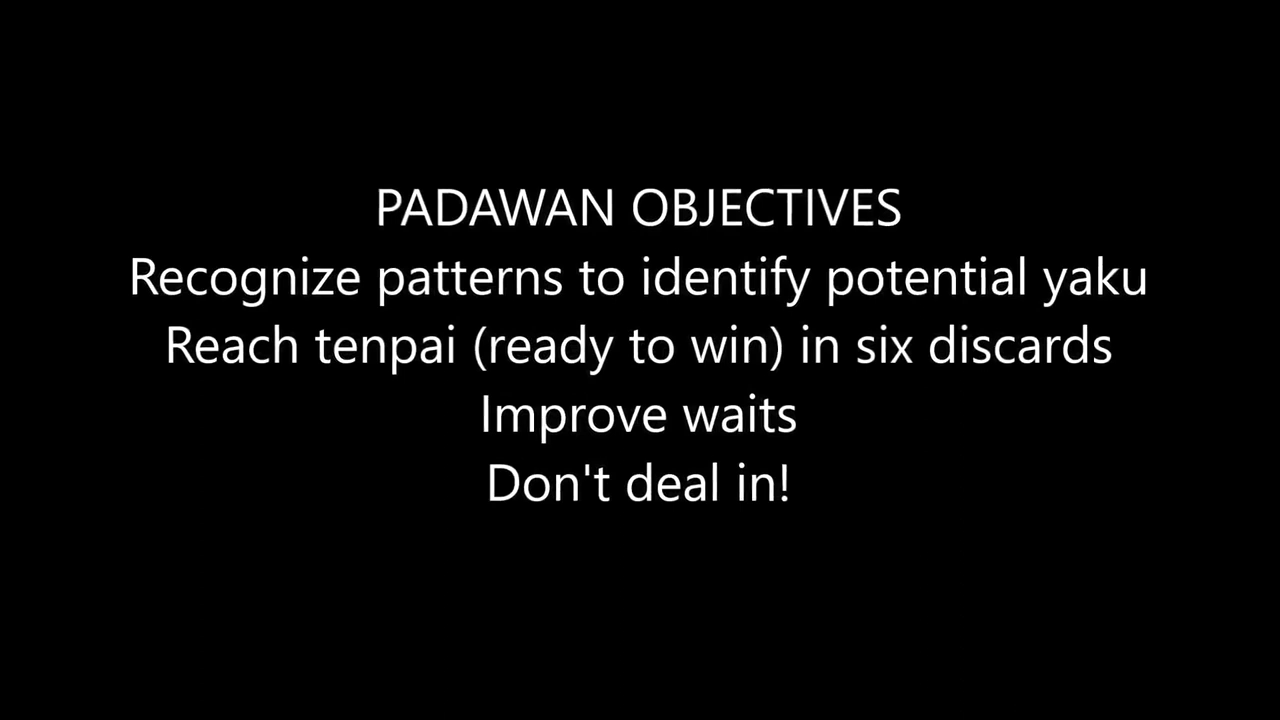 PADAWAN OBJECTIVES
Recognize patterns to identify potential yaku
Reach tenpai (ready to win) in six discards
Improve waits
Don't deal in!